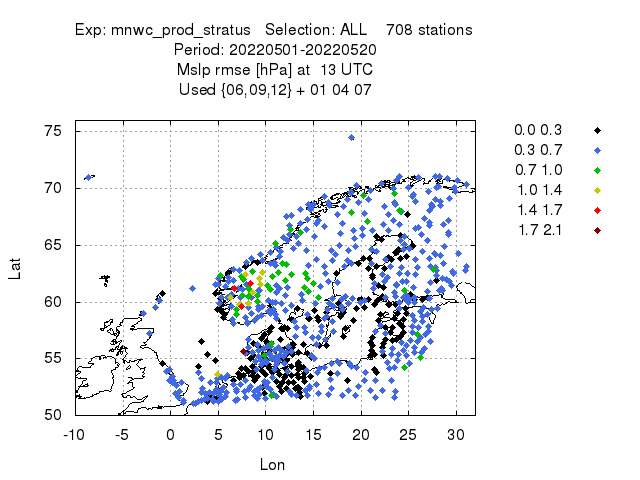 Exp: mnwc_prod_stratus   Selection: ALL    708 stations
Period: 20220501-20220520
Mslp rmse [hPa] at  13 UTC
Used {06,09,12} + 01 04 07
0.0 0.3
0.3 0.7
0.7 1.0
1.0 1.4
1.4 1.7
1.7 2.1
75
70
65
60
55
50
Lat
-10 -5 0 5 10 15 20 25 30
Lon